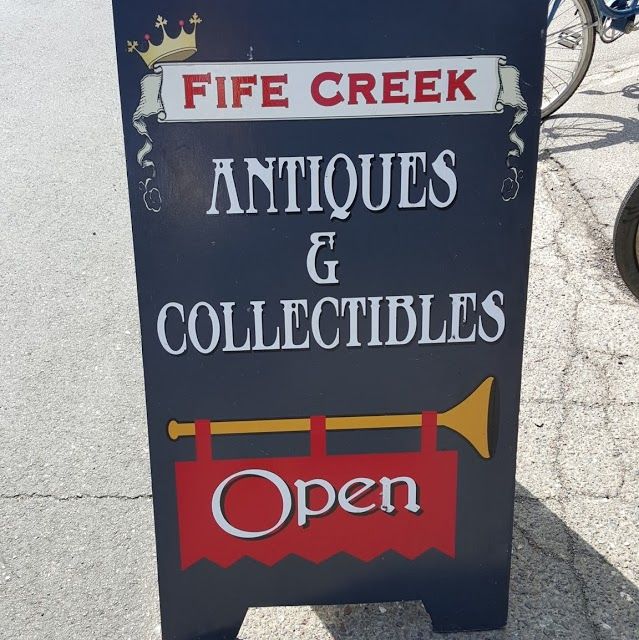 FIFE CREEK
ANTIQUES
&
COLLECTIBLES
Open